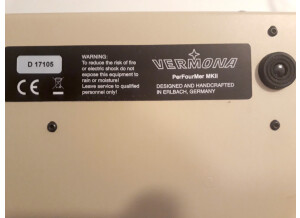 D 17105
CE
WARNING:
To reduce the risk of fire
or electric shock do not
expose this equipment to
rain or moisture!
Leave service to qualified
personnel only!
VERMONA
PerFourMer MKII
DESIGNED AND HANDCRAFTED
IN ERLBACH, GERMANY